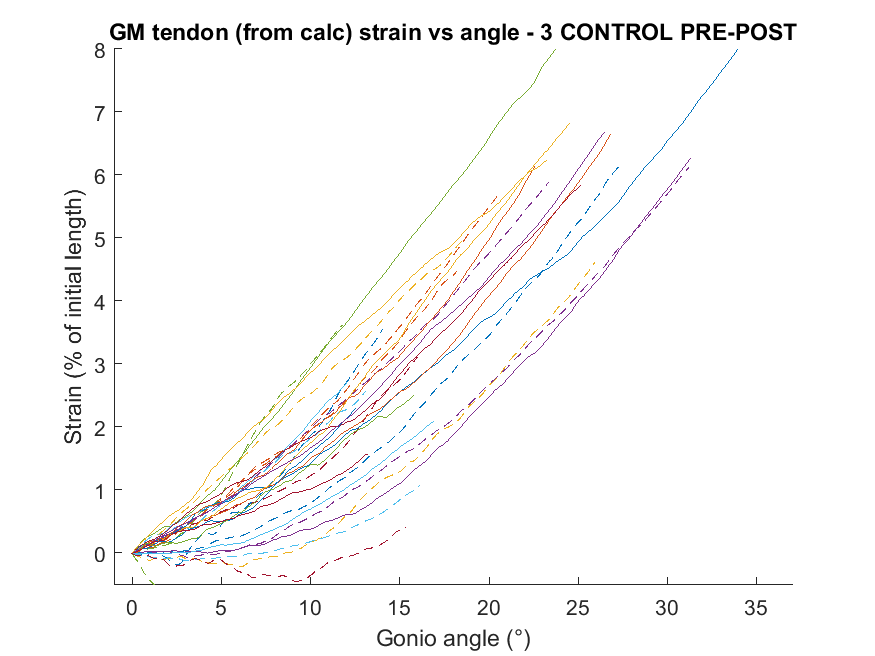 GM tendon (from calc) strain vs angle - 3 CONTROL PRE-POST
8
7
6
5
4
3
2
1
0
Strain (% of initial length)
0 5 10 15 20 25 30 35
Gonio angle (°)